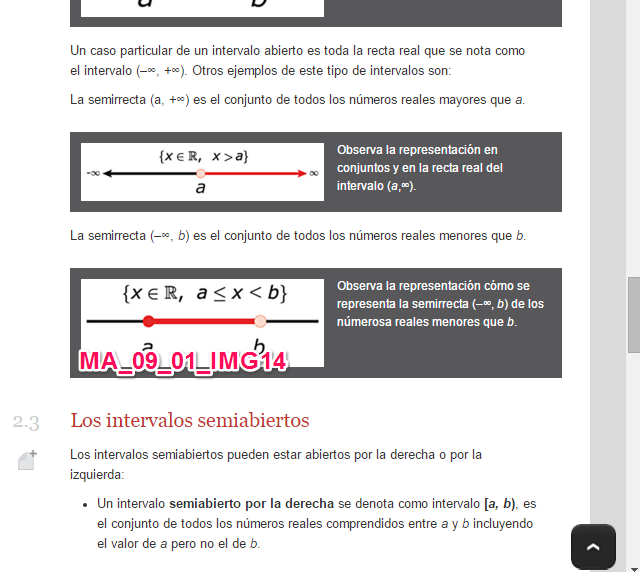 a b
Un caso particular de un intervalo abierto es toda la recta real que se nota como
el intervalo (–∞, +∞). Otros ejemplos de este tipo de intervalos son:
La semirrecta (a, +∞) es el conjunto de todos los números reales mayores que a.
{x ∈ ℝ, x > a}
-∞ ∞
a
Observa la representación en
conjuntos y en la recta real del
intervalo (a,∞).
La semirrecta (–∞, b) es el conjunto de todos los números reales menores que b.
{x ∈ ℝ, a ≤ x < b}
a b
MA_09_01_IMG14
Observa la representación cómo se
representa la semirrecta (–∞, b) de los
númerosa reales menores que b.
2.3 Los intervalos semiabiertos
Los intervalos semiabiertos pueden estar abiertos por la derecha o por la
izquierda:
• Un intervalo semiabierto por la derecha se denota como intervalo [a, b), es
el conjunto de todos los números reales comprendidos entre a y b incluyendo
el valor de a pero no el de b.